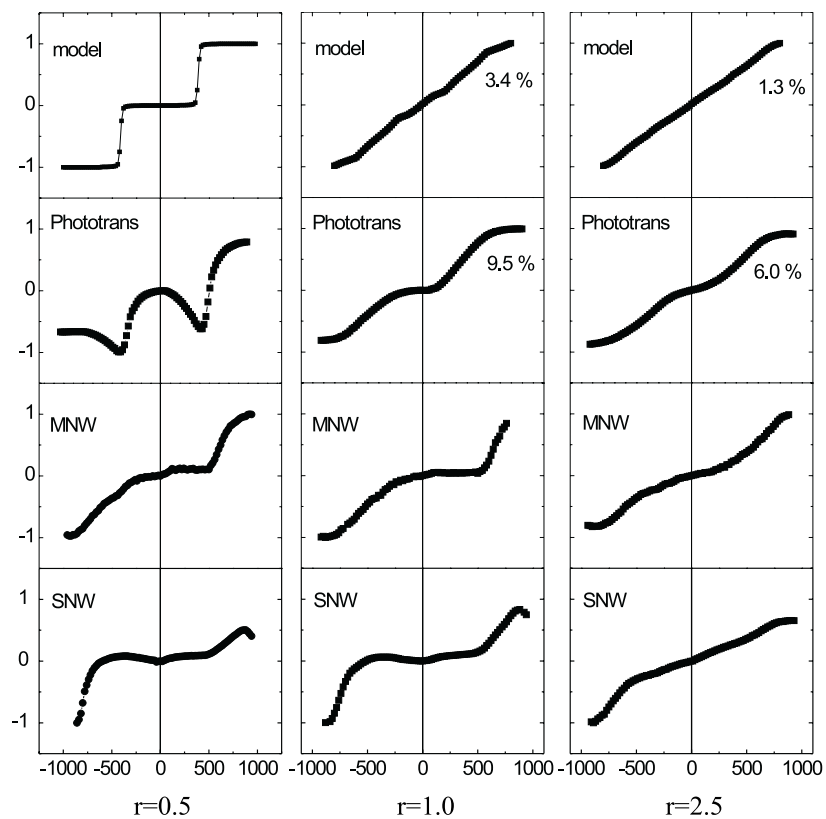 model
model
3.4 %
model
1.3 %
1
0
-1
Phototrans
Phototrans
9.5 %
Phototrans
6.0 %
1
0
-1
MNW
MNW
MNW
1
0
-1
SNW
SNW
SNW
1
0
-1
-1000 -500 0 500 1000
-1000 -500 0 500 1000
-1000 -500 0 500 1000
r=0.5 r=1.0 r=2.5